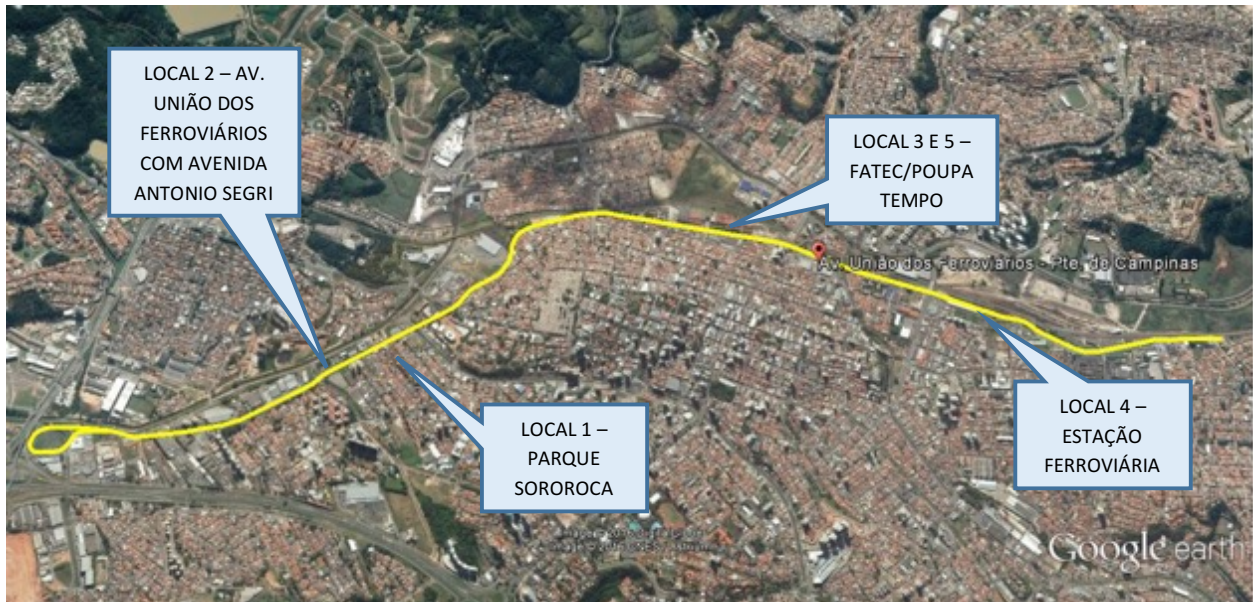 LOCAL 2 – AV.
UNIÃO DOS
FERROVIÁRIOS
COM AVENIDA
ANTONIO SEGRI
LOCAL 3 E 5 –
FATEC/POUPA
TEMPO
Av. União dos Ferroviários - Pte. de Campinas
LOCAL 4 –
ESTAÇÃO
FERROVIÁRIA
LOCAL 1 –
PARQUE
SOROROCA
Google earth